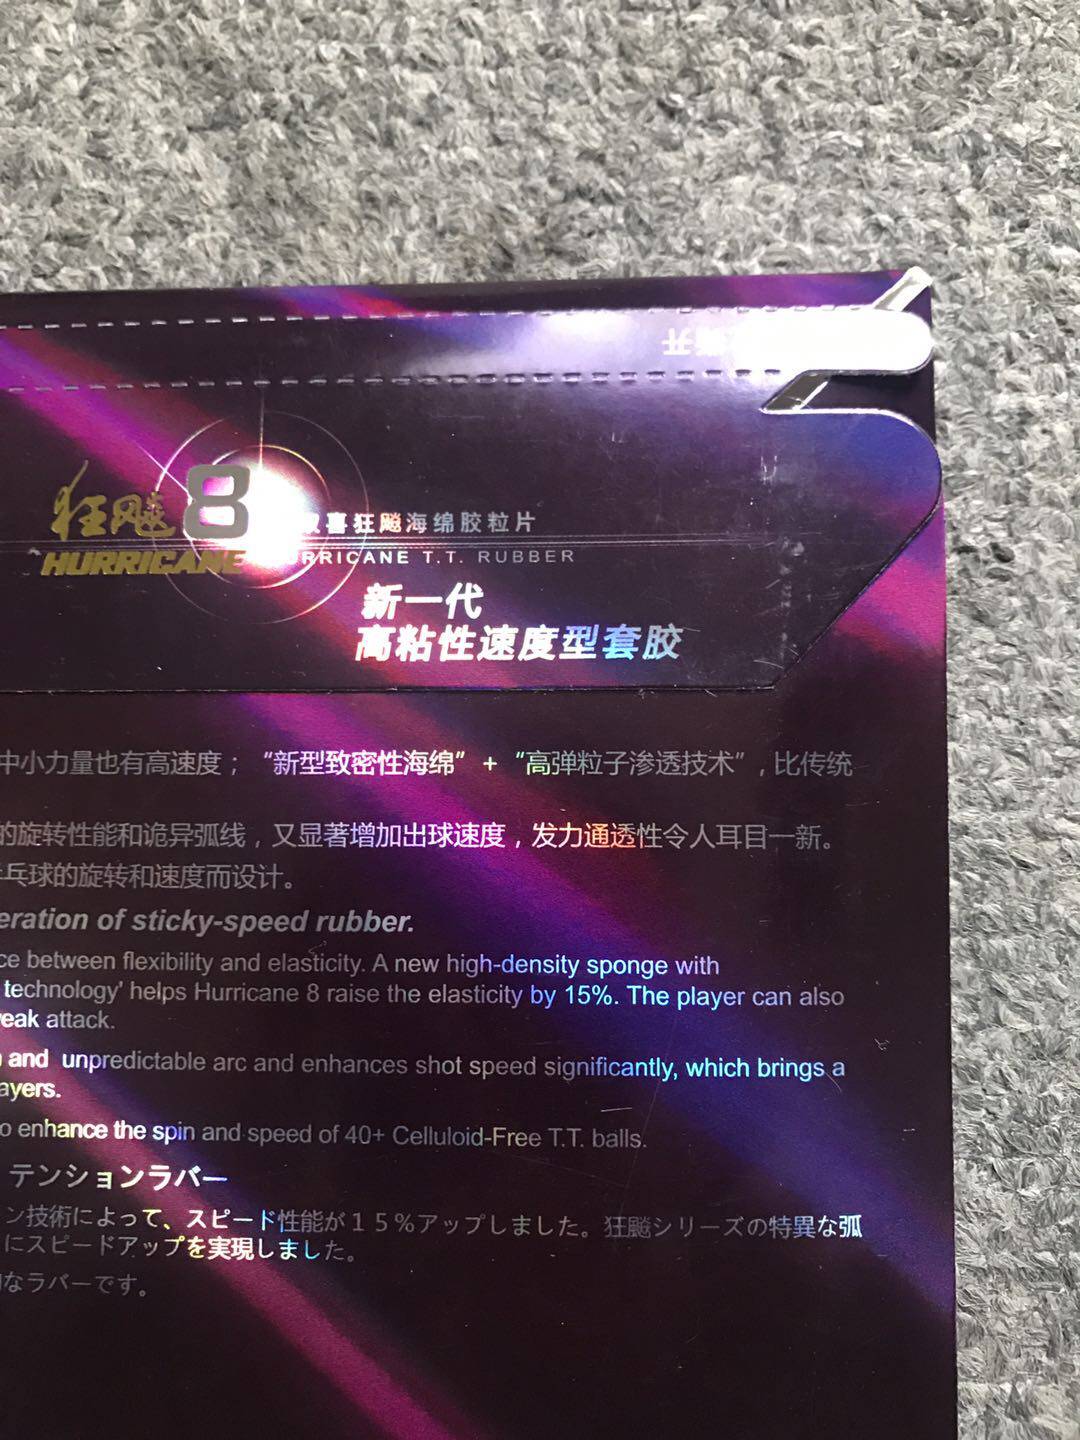 开
狂飚8
喜狂飚海绵胶粒片
HURRICANE
RRICANE T.T. RUBBER
新一代
高粘性速度型套胶
中小力量也有高速度；“新型致密性海绵”+“高弹粒子渗透技术”，比传统
的旋转性能和诡异弧线，又显著增加出球速度，发力通透性令人耳目一新。
乓球的旋转和速度而设计。
eration of sticky-speed rubber.
ce between flexibility and elasticity. A new high-density sponge with
technology' helps Hurricane 8 raise the elasticity by 15%. The player can also
eak attack.
and unpredictable arc and enhances shot speed significantly, which brings a
ayers.
o enhance the spin and speed of 40+ Celluloid-Free T.T. balls.
テンションラバー
ン技術によって、スピード性能が１５％アップしました。狂飚シリーズの特異な弧
にスピードアップを実現しました。
なラバーです。